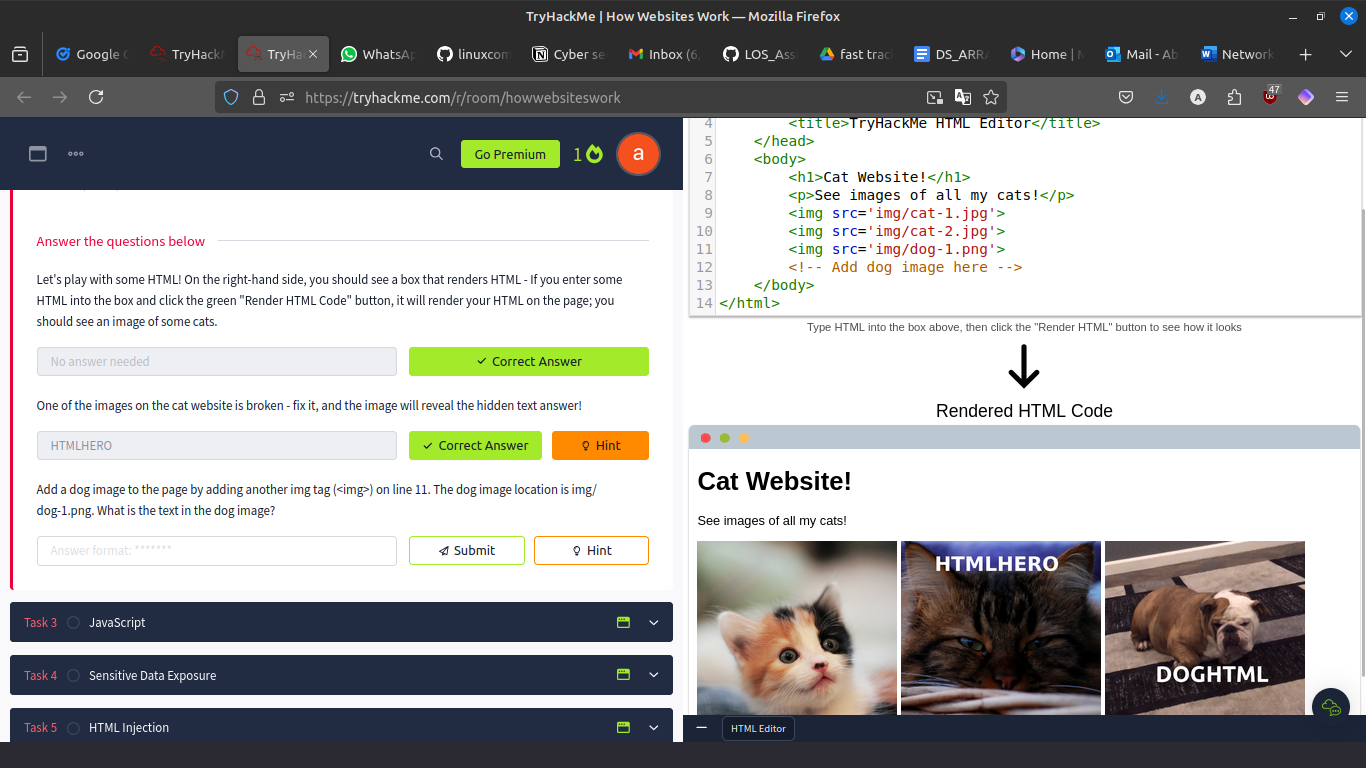 TryHackMe | How Websites Work — Mozilla Firefox
Google
TryHack
TryHa
WhatsAp
linuxcom
Cyber se
Inbox (6,
LOS_Ass
fast trac
DS_ARRA
Home |
Mail - Ab
Network
https://tryhackme.com/r/room/howwebsiteswork
A
47
Go Premium
1
a
Answer the questions below
Let's play with some HTML! On the right-hand side, you should see a box that renders HTML - If you enter some
HTML into the box and click the green "Render HTML Code" button, it will render your HTML on the page; you
should see an image of some cats.
No answer needed
Correct Answer
One of the images on the cat website is broken - fix it, and the image will reveal the hidden text answer!
HTMLHERO
Correct Answer
Hint
Add a dog image to the page by adding another img tag (<img>) on line 11. The dog image location is img/
dog-1.png. What is the text in the dog image?
Answer format: *******
Submit
Hint
Task 3
JavaScript
Task 4
Sensitive Data Exposure
Task 5
HTML Injection
4 <title>TryHackMe HTML Editor</title>
5 </head>
6 <body>
7 <h1>Cat Website!</h1>
8 <p>See images of all my cats!</p>
9 <img src='img/cat-1.jpg'>
10 <img src='img/cat-2.jpg'>
11 <img src='img/dog-1.png'>
12 <!-- Add dog image here -->
13 </body>
14 </html>
Type HTML into the box above, then click the "Render HTML" button to see how it looks
Rendered HTML Code
Cat Website!
See images of all my cats!
HTMLHERO
DOGHTML
HTML Editor